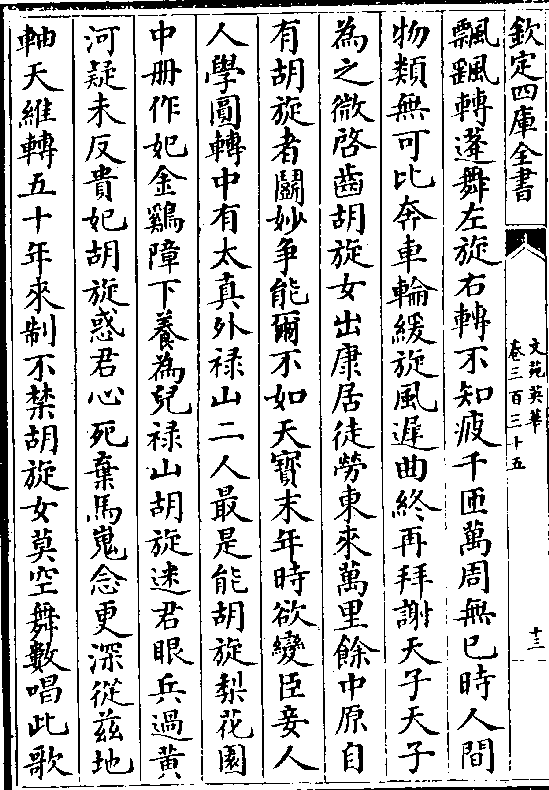 欽定四庫全書
文苑英華
卷三百三十五
十三
飄飖轉蓬舞左旋右轉不知疲千匝萬周無已時人間
物類無可比奔車輪緩旋風遲曲終再拜謝天子天子
為之微啓齒胡旋女出康居徒勞東來萬里餘中原自
有胡旋者鬭妙争能爾不如天寳末年時欲變臣妾人
人學圓轉中有太真外禄山二人最是能胡旋梨花園
中册作妃金鷄障下養為兒禄山胡旋迷君眼兵過黄
河疑未反貴妃胡旋惑君心死棄馬嵬念更深從兹地
軸天維轉五十年來制不禁胡旋女莫空舞數唱此歌